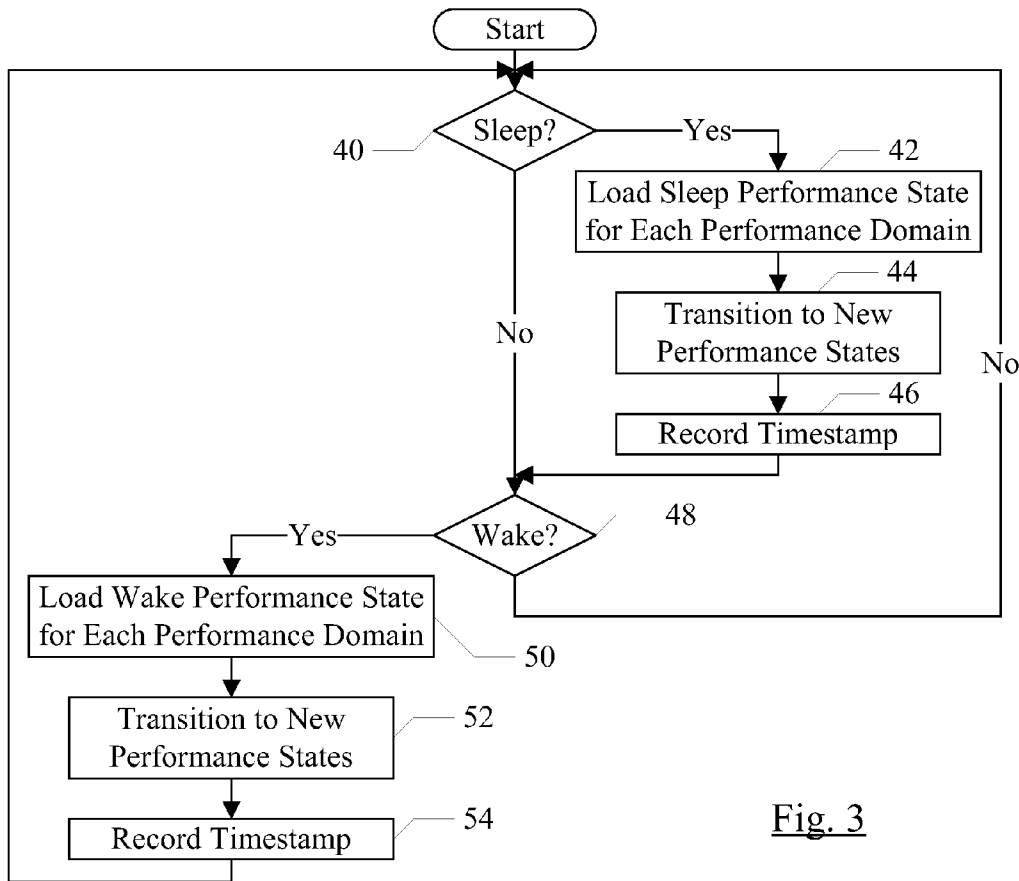 Start
Sleep?
40
Yes
42
Load Sleep Performance State
for Each Performance Domain
44
Transition to New
Performance States
No
No
46
Record Timestamp
Wake?
48
Yes
Load Wake Performance State
for Each Performance Domain
50
Transition to New
Performance States
52
Record Timestamp
54
Fig. 3